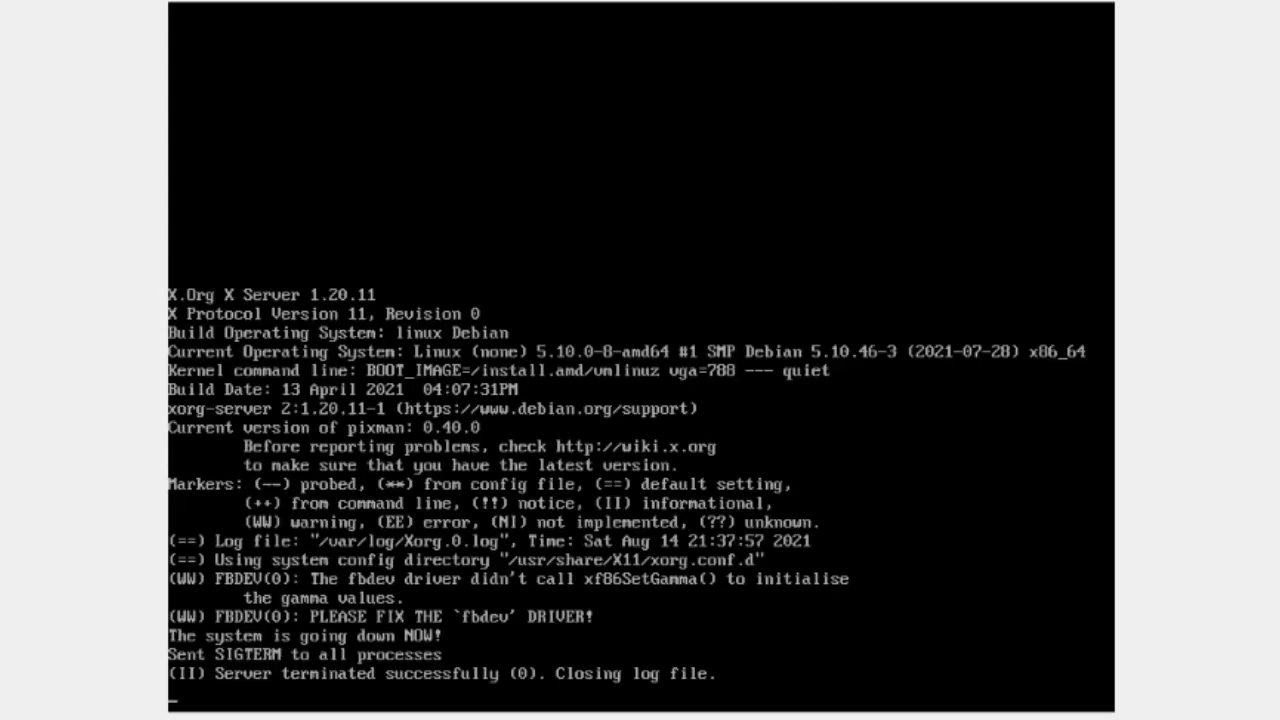 X.Org X Server 1.20.11
X Protocol Version 11, Revision 0
Build Operating System: linux Debian
Current Operating System: Linux (none) 5.10.0-8-amd64 #1 SMP Debian 5.10.46-3 (2021-07-28) x86_64
Kernel command line: BOOT_IMAGE=/install.amd/vmlinuz vga=788 --- quiet
Build Date: 13 April 2021  04:07:31PM
xorg-server 2:1.20.11-1 (https://www.debian.org/support)
Current version of pixman: 0.40.0
Before reporting problems, check http://wiki.x.org
to make sure that you have the latest version.
Markers: (--) probed, (**) from config file, (==) default setting,
(++) from command line, (!!) notice, (II) informational,
(WW) warning, (EE) error, (NI) not implemented, (??) unknown.
(==) Log file: "/var/log/Xorg.0.log", Time: Sat Aug 14 21:37:57 2021
(==) Using system config directory "/usr/share/X11/xorg.conf.d"
(WW) FBDEV(0): The fbdev driver didn't call xf86SetGamma() to initialise
the gamma values.
(WW) FBDEV(0): PLEASE FIX THE `fbdev' DRIVER!
The system is going down NOW!
Sent SIGTERM to all processes
(II) Server terminated successfully (0). Closing log file.